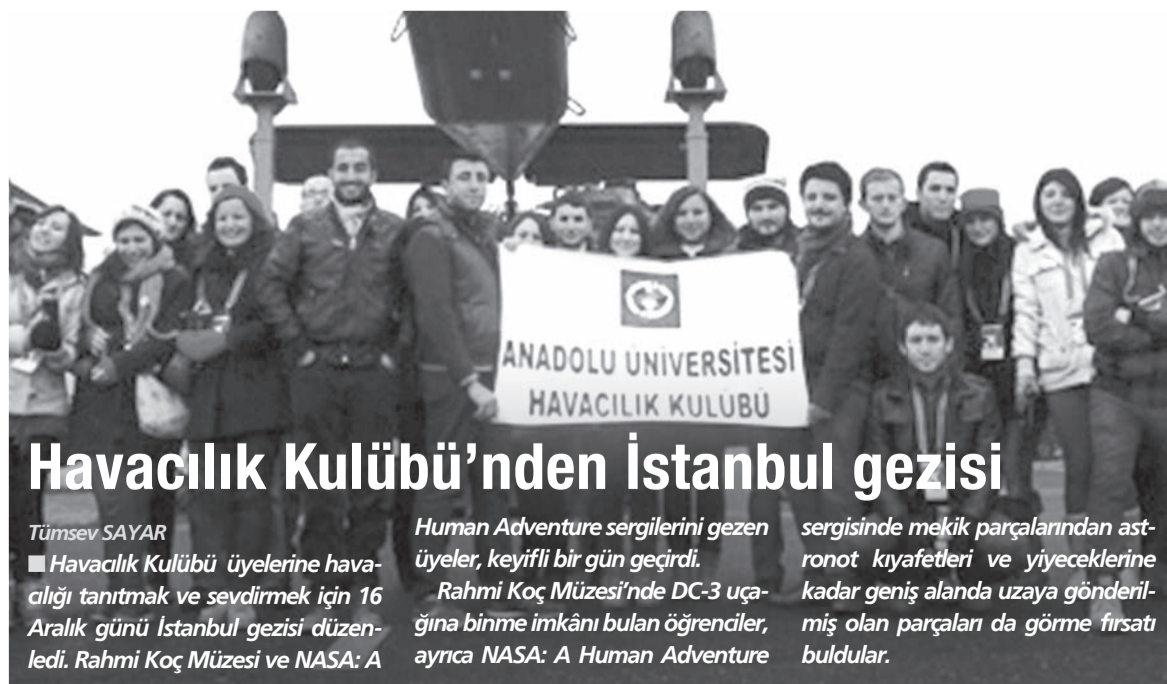 ANADOLU ÜNİVERSİTESİ
HAVACILIK KULÜBÜ
Havacılık Kulübü’nden İstanbul gezisi
Tümsev SAYAR
Havacılık Kulübü üyelerine hava-
cılığı tanıtmak ve sevdirmek için 16
Aralık günü İstanbul gezisi düzen-
ledi. Rahmi Koç Müzesi ve NASA: A
Human Adventure sergilerini gezen
üyeler, keyifli bir gün geçirdi.
Rahmi Koç Müzesi’nde DC-3 uça-
ğına binme imkânı bulan öğrenciler,
ayrıca NASA: A Human Adventure
sergisinde mekik parçalarından ast-
ronot kıyafetleri ve yiyeceklerine
kadar geniş alanda uzaya gönderil-
miş olan parçaları da görme fırsatı
buldular.